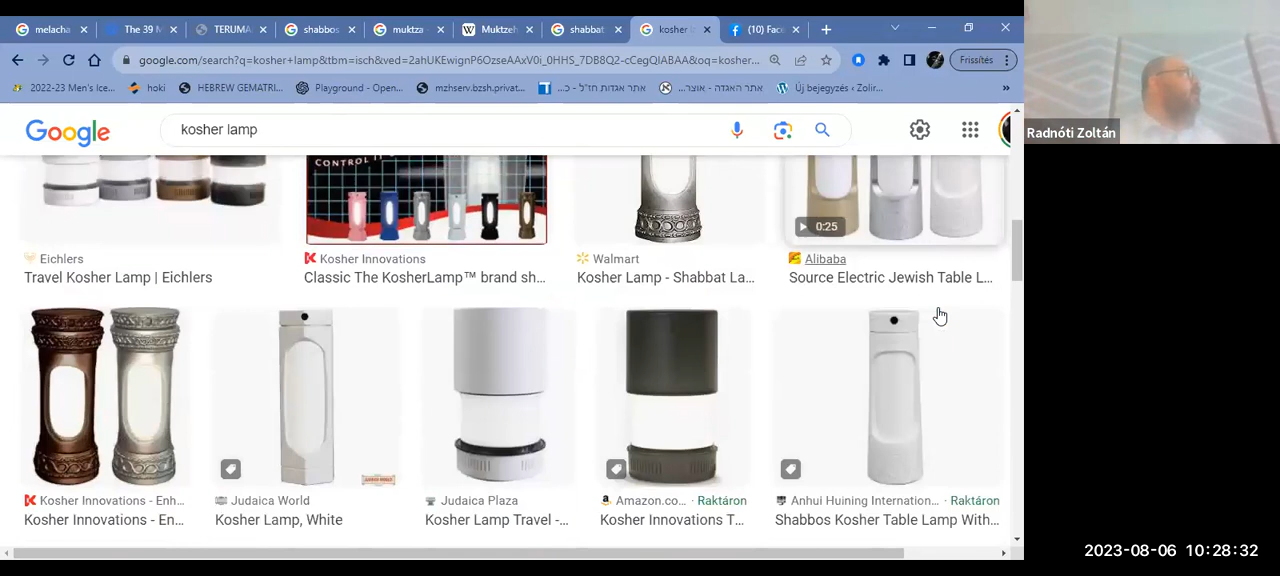 melacha
The 39 M
TERUMA
shabbos
muktza -
Muktzeh
shabbat
kosher l
(10) Fac
google.com/search?q=kosher+lamp&tbm=isch&ved=2ahUKEwignP6OzseAAxV0i_0HHS_7DB8Q2-cCegQIABAA&oq=kosher...
Frissítés
2022-23 Men's Ice...
hoki
HEBREW GEMATRI...
Playground - Open...
mzhserv.bzsh.privat...
אתר אגדות חז"ל - כ...
אתר האגדה - אוצר...
Új bejegyzés ‹ Zolir...
»
Google
kosher lamp
Radnóti Zoltán
CONTROL IT
0:25
Eichlers
Travel Kosher Lamp | Eichlers
Kosher Innovations
Classic The KosherLamp™ brand sh...
Walmart
Kosher Lamp - Shabbat La...
Alibaba
Source Electric Jewish Table L...
Kosher Innovations - Enh...
Kosher Innovations - En...
Judaica World
Kosher Lamp, White
Judaica Plaza
Kosher Lamp Travel -...
Amazon.co... · Raktáron
Kosher Innovations T...
Anhui Huining Internation... · Raktáron
Shabbos Kosher Table Lamp With...
2023-08-06 10:28:32